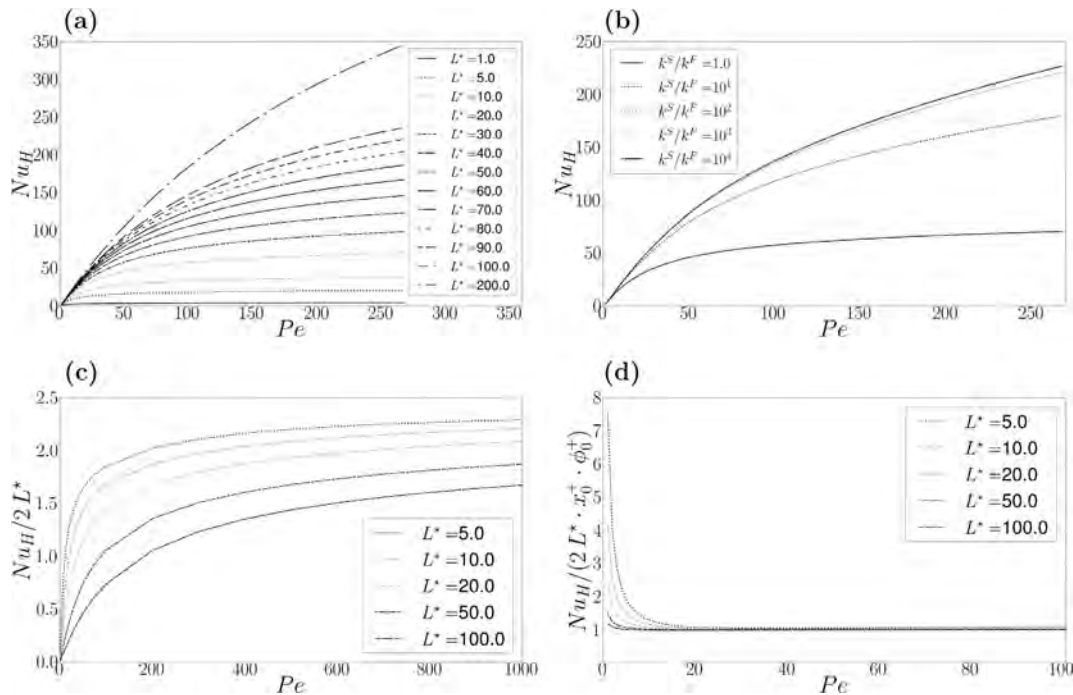 (a)
350
300
250
200
150
100
50
0
Nu_H
0 50 100 150 200 250 300 350
Pe
L* =1.0
L* =5.0
L* =10.0
L* =20.0
L* =30.0
L* =40.0
L* =50.0
L* =60.0
L* =70.0
L* =80.0
L* =90.0
L* =100.0
L* =200.0
(b)
250
200
150
100
50
0
Nu_H
0 50 100 150 200 250
Pe
k^S/k^F =1.0
k^S/k^F =10^1
k^S/k^F =10^2
k^S/k^F =10^3
k^S/k^F =10^4
(c)
2.5
2.0
1.5
1.0
0.5
0.0
Nu_H/2 L*
0 200 400 600 800 1000
Pe
L* =5.0
L* =10.0
L* =20.0
L* =50.0
L* =100.0
(d)
8
7
6
5
4
3
2
1
Nu_H/(2 L* · x_0^+ · ϕ_0^+)
0 20 40 60 80 100
Pe
L* =5.0
L* =10.0
L* =20.0
L* =50.0
L* =100.0